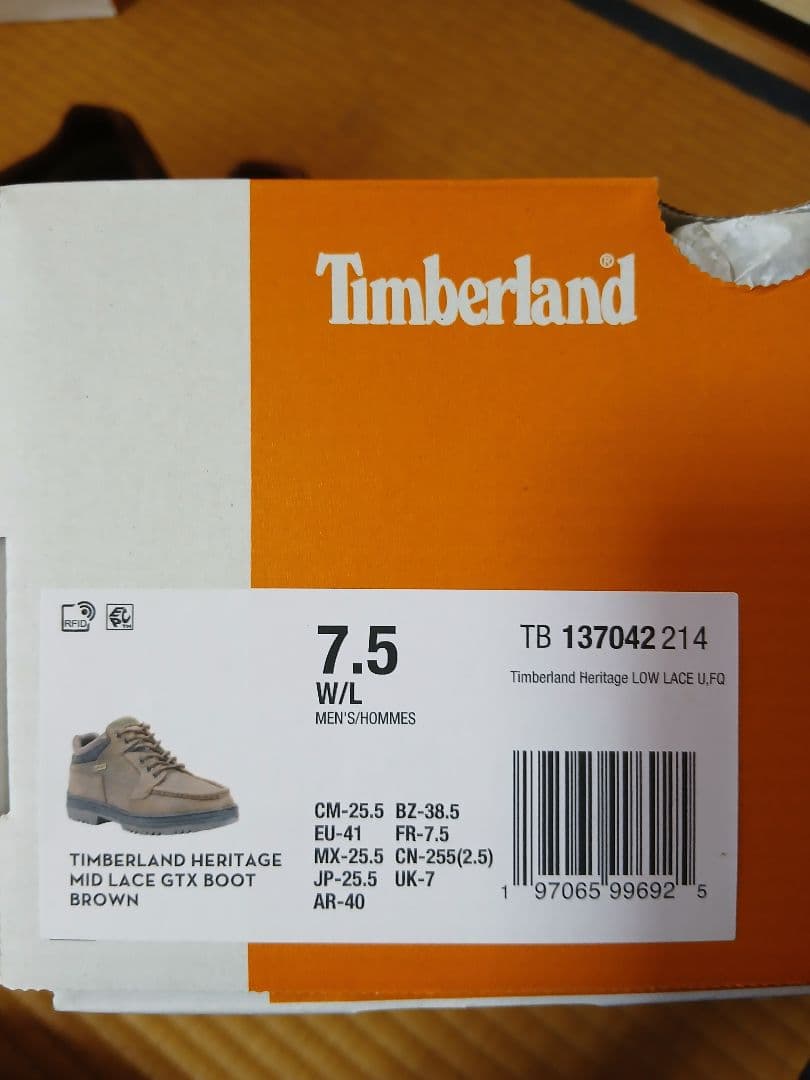 Timberland®
RFID
EPC™
7.5
W/L
MEN'S/HOMMES
TB 137042 214
Timberland Heritage LOW LACE U,FQ
TIMBERLAND HERITAGE
MID LACE GTX BOOT
BROWN
CM-25.5 BZ-38.5
EU-41 FR-7.5
MX-25.5 CN-255(2.5)
JP-25.5 UK-7
AR-40
1 97065 99692 5